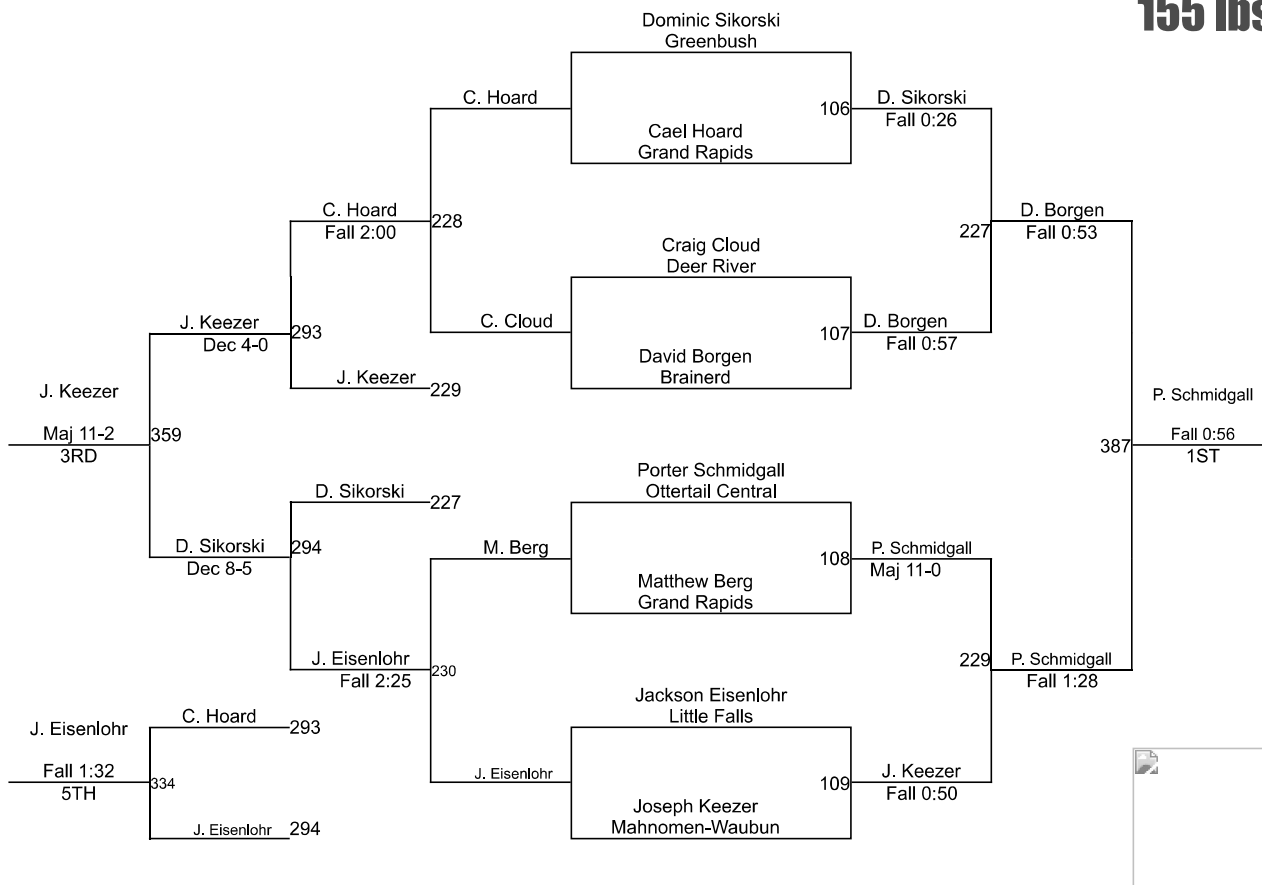 155 lbs
Dominic Sikorski
Greenbush
C. Hoard
106
D. Sikorski
Fall 0:26
Cael Hoard
Grand Rapids
C. Hoard
Fall 2:00
228
D. Borgen
Fall 0:53
227
Craig Cloud
Deer River
J. Keezer
Dec 4-0
293
C. Cloud
107
D. Borgen
Fall 0:57
David Borgen
Brainerd
J. Keezer
229
J. Keezer
Maj 11-2
3RD
359
P. Schmidgall
Fall 0:56
1ST
387
Porter Schmidgall
Ottertail Central
D. Sikorski
227
D. Sikorski
Dec 8-5
294
M. Berg
108
P. Schmidgall
Maj 11-0
Matthew Berg
Grand Rapids
J. Eisenlohr
Fall 2:25
230
229
P. Schmidgall
Fall 1:28
Jackson Eisenlohr
Little Falls
C. Hoard
293
J. Eisenlohr
Fall 1:32
5TH
334
J. Eisenlohr
109
J. Keezer
Fall 0:50
Joseph Keezer
Mahnomen-Waubun
J. Eisenlohr
294